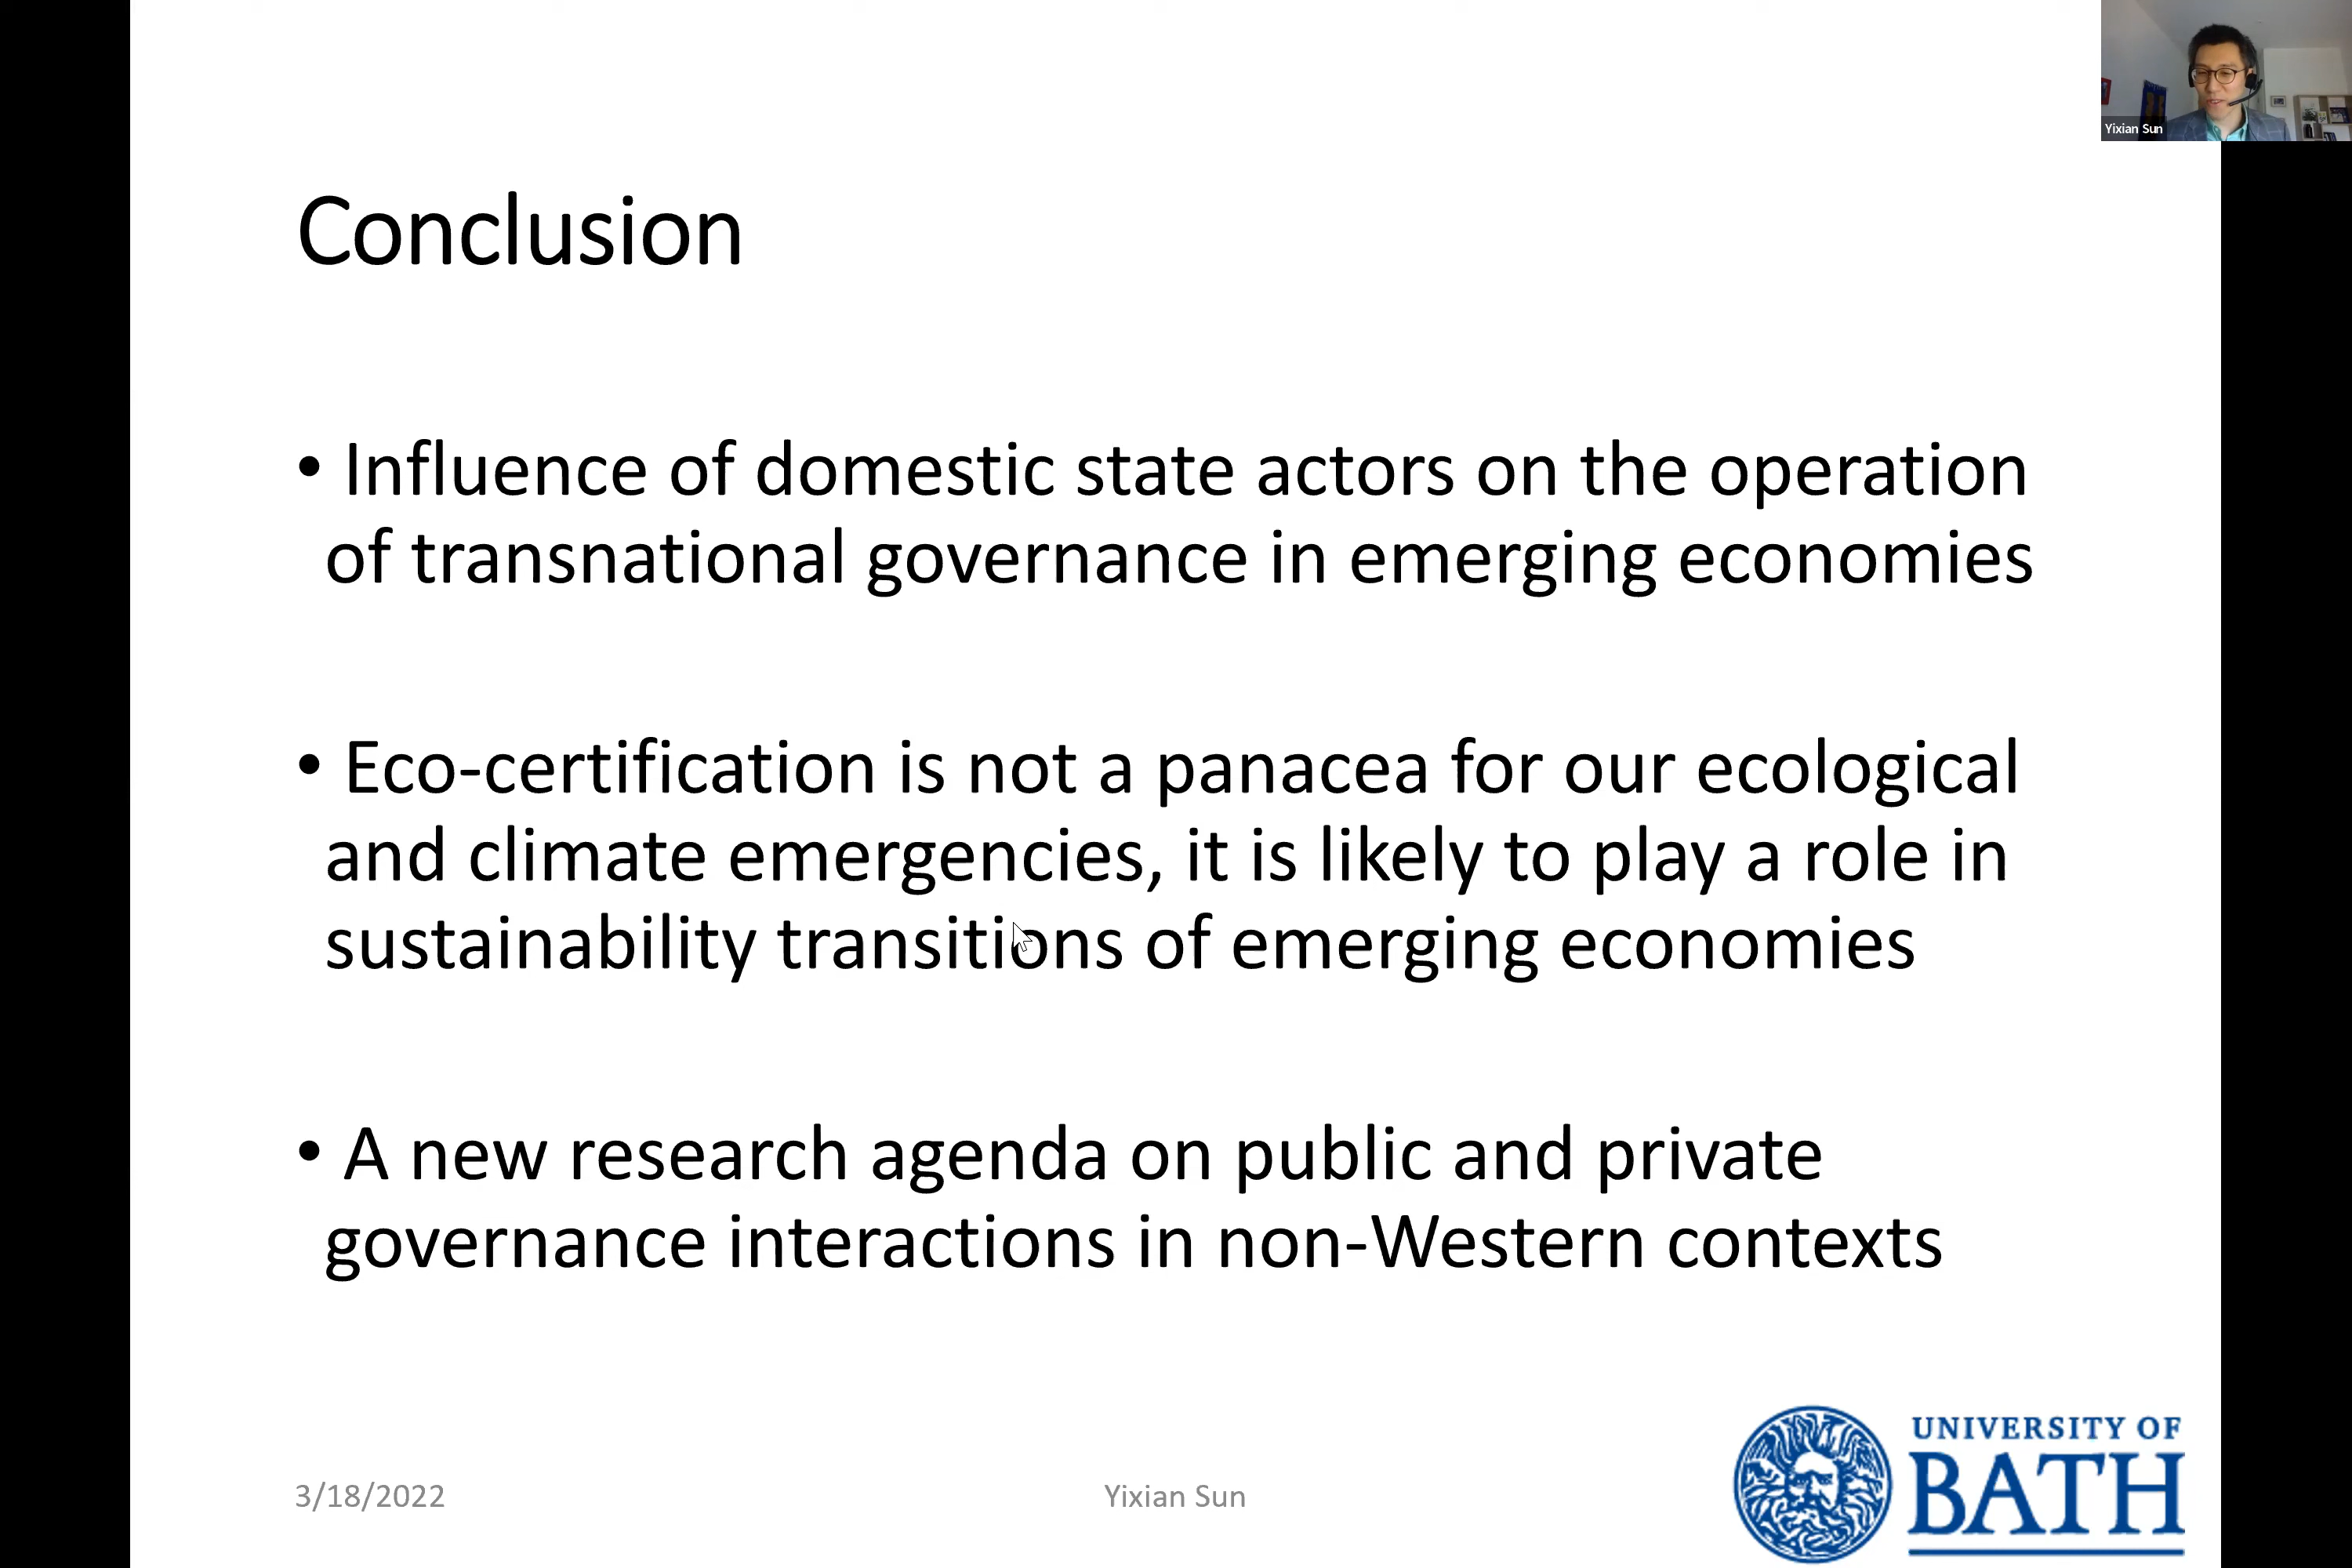 Yixian Sun
Conclusion
• Influence of domestic state actors on the operation
of transnational governance in emerging economies
• Eco-certification is not a panacea for our ecological
and climate emergencies, it is likely to play a role in
sustainability transitions of emerging economies
• A new research agenda on public and private
governance interactions in non-Western contexts
3/18/2022
Yixian Sun
UNIVERSITY OF
BATH